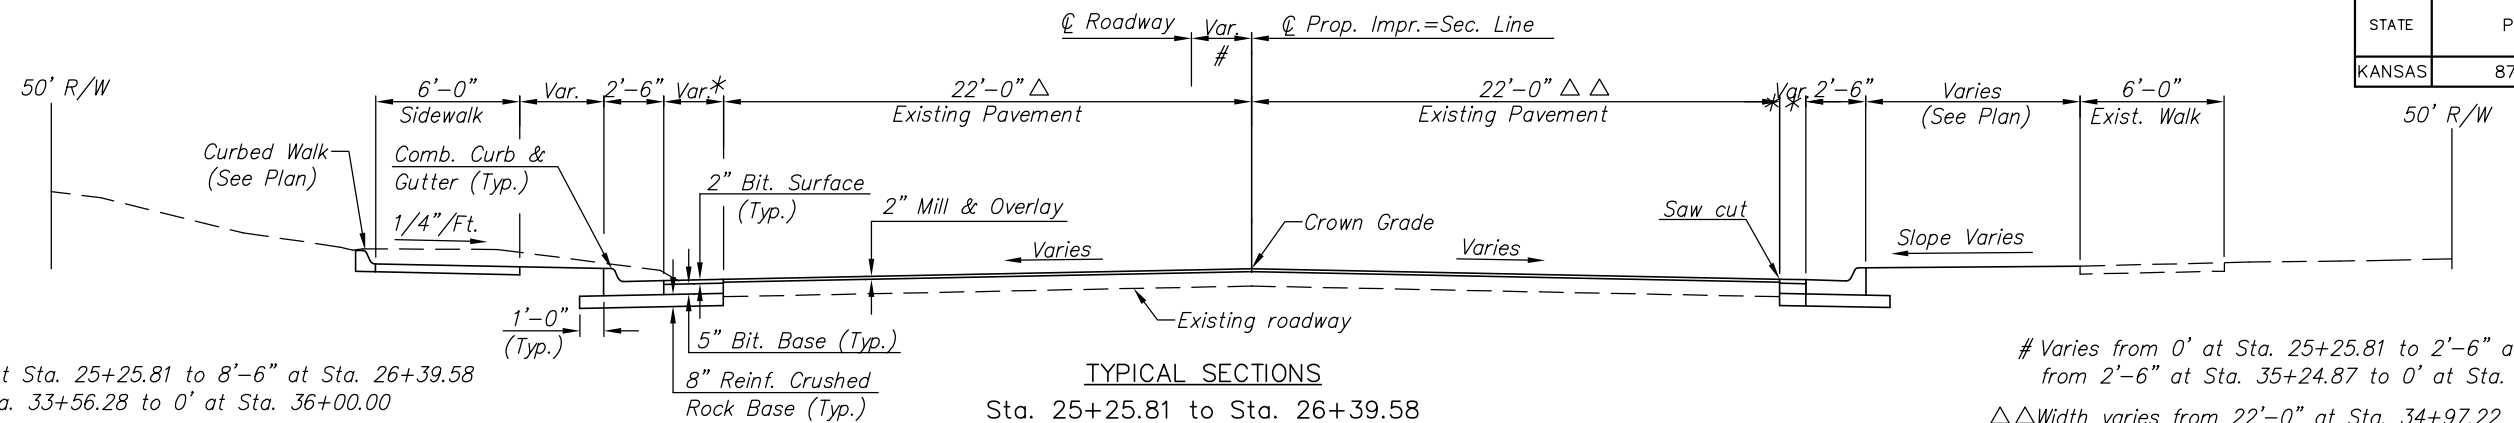 ℄ Roadway
Var.
#
℄ Prop. Impr.=Sec. Line
STATE
P
KANSAS
87
50' R/W
6'-0"
Sidewalk
Var.
2'-6"
Var.*
22'-0" △
Existing Pavement
22'-0" △ △
Existing Pavement
Var.
**
2'-6"
Varies
(See Plan)
6'-0"
Exist. Walk
50' R/W
Curbed Walk
(See Plan)
Comb. Curb &
Gutter (Typ.)
1/4"/Ft.
2" Bit. Surface
(Typ.)
2" Mill & Overlay
Varies
Crown Grade
Varies
Saw cut
Slope Varies
1'-0"
(Typ.)
5" Bit. Base (Typ.)
8" Reinf. Crushed
Rock Base (Typ.)
Existing roadway
TYPICAL SECTIONS
Sta. 25+25.81 to Sta. 26+39.58
t Sta. 25+25.81 to 8'-6" at Sta. 26+39.58
a. 33+56.28 to 0' at Sta. 36+00.00
# Varies from 0' at Sta. 25+25.81 to 2'-6" a
from 2'-6" at Sta. 35+24.87 to 0' at Sta.
△△Width varies from 22'-0" at Sta. 34+97.22